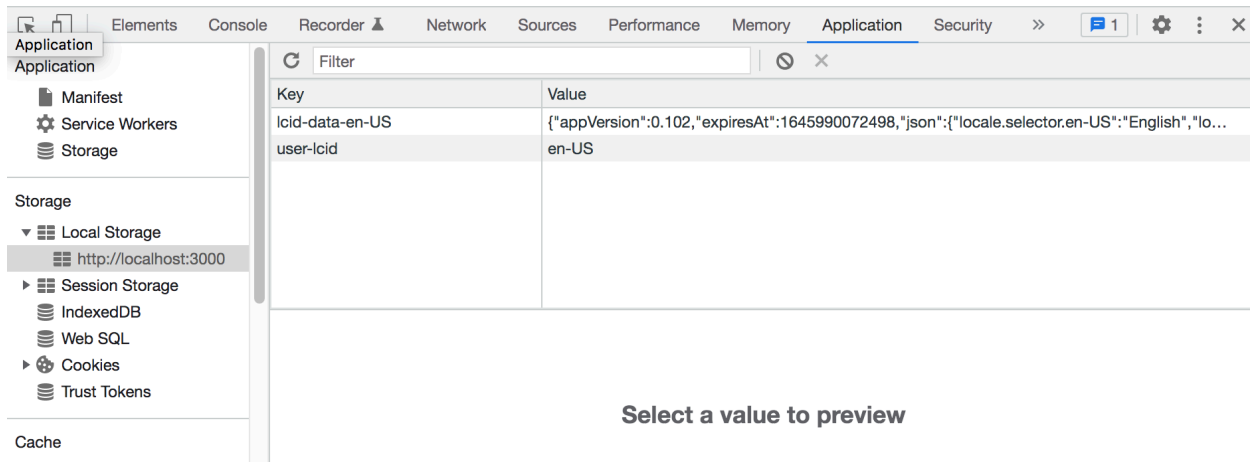 Elements Console Recorder Network Sources Performance Memory Application Security » 1
Application
Application
Manifest
Service Workers
Storage
Storage
Local Storage
http://localhost:3000
Session Storage
IndexedDB
Web SQL
Cookies
Trust Tokens
Cache
Filter
Key Value
lcid-data-en-US {"appVersion":0.102,"expiresAt":1645990072498,"json":{"locale.selector.en-US":"English","lo…
user-lcid en-US
Select a value to preview